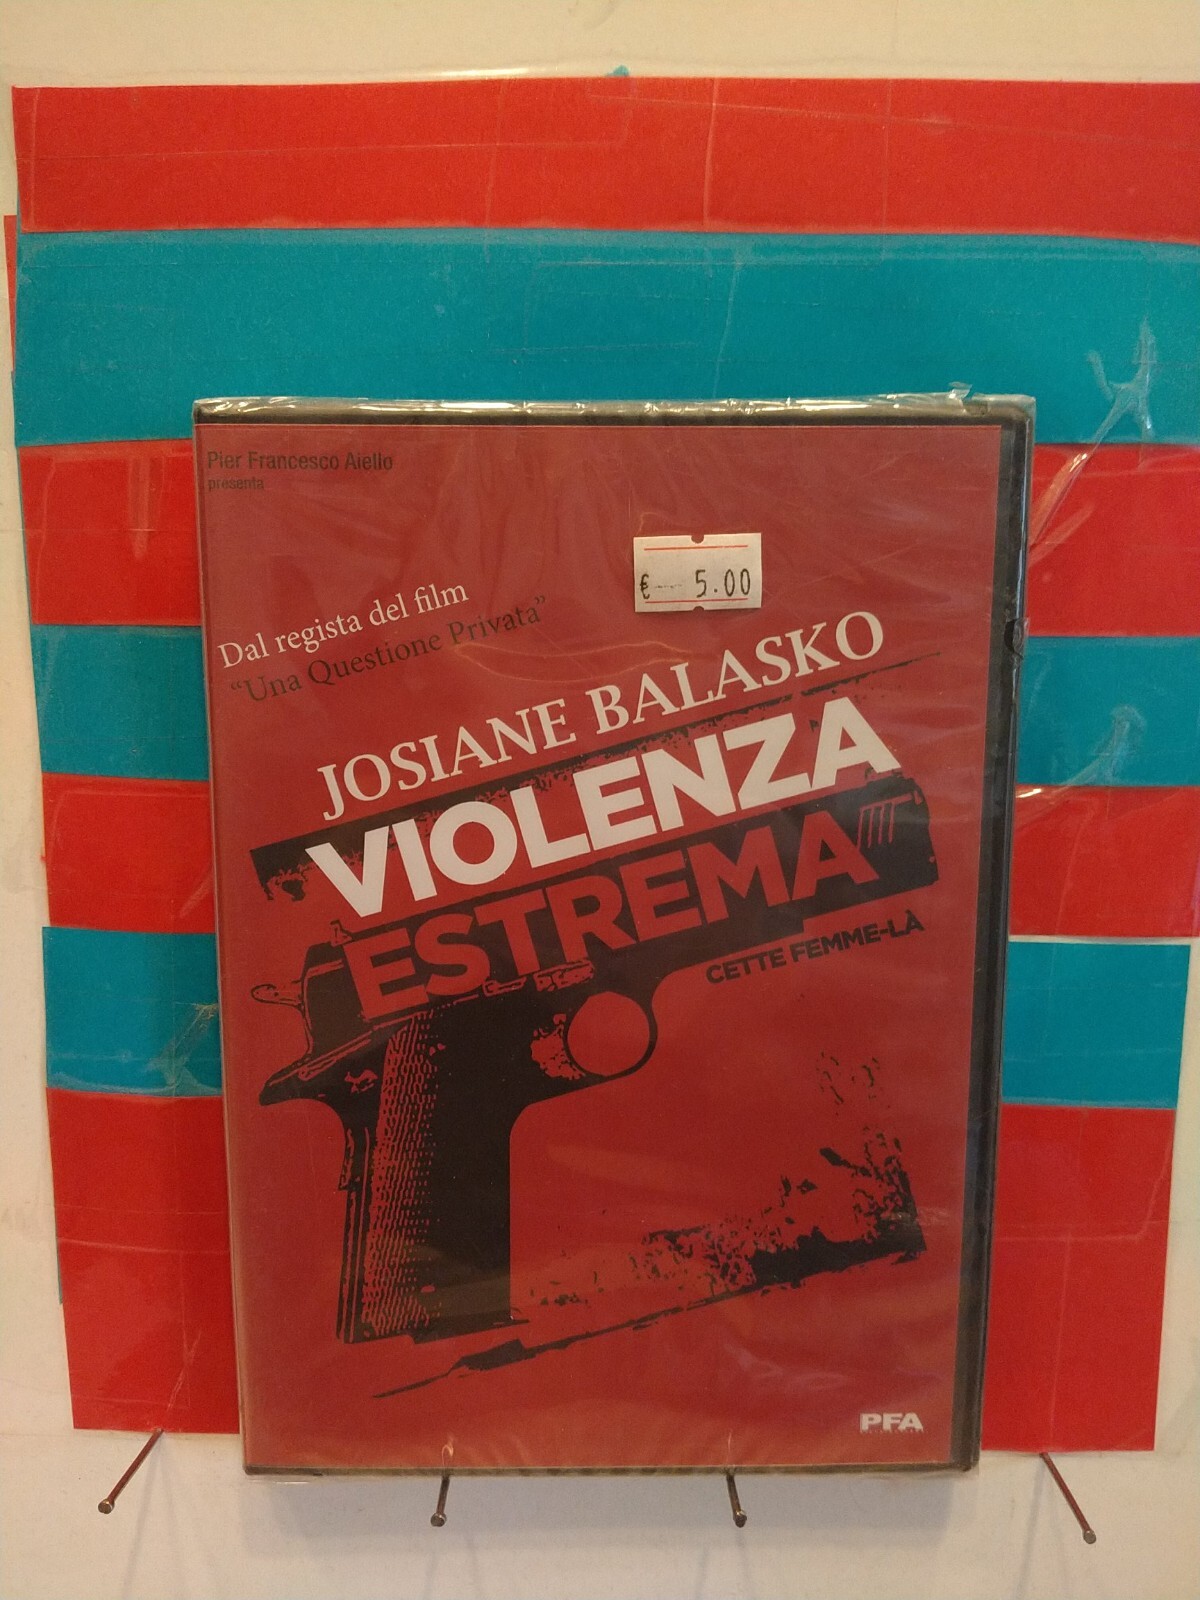 Pier Francesco Aiello
presenta
€ 5.00
Dal regista del film
"Una Questione Privata"
JOSIANE BALASKO
VIOLENZA
ESTREMA
CETTE FEMME-LÀ
PFA